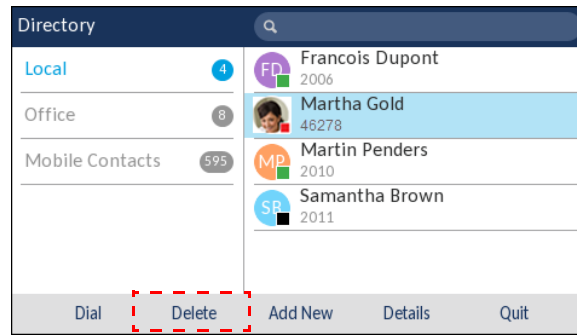 Directory
Local 4
Office 8
Mobile Contacts 595
FD Francois Dupont
2006
Martha Gold
46278
MP Martin Penders
2010
SB Samantha Brown
2011
Dial Delete Add New Details Quit